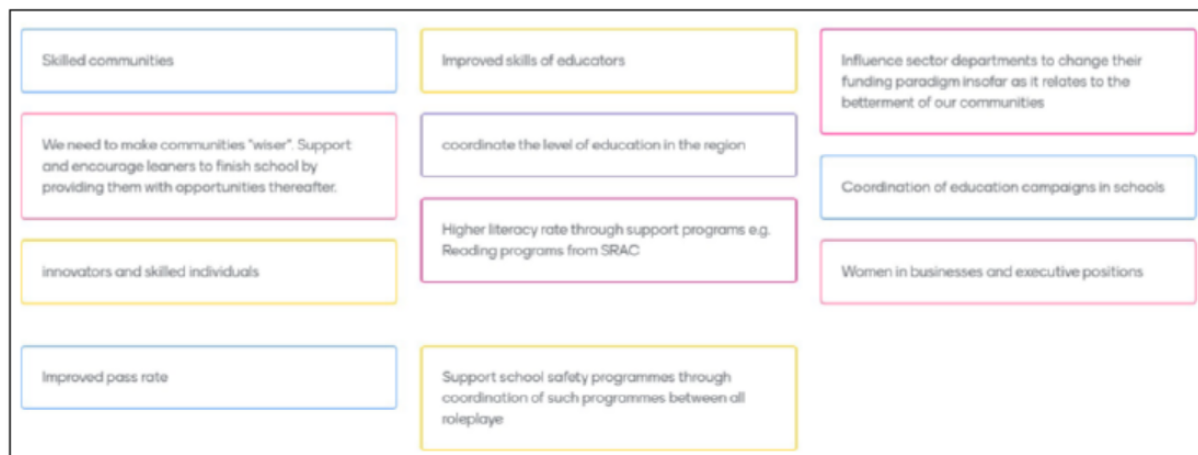 Skilled communities
We need to make communities "wiser". Support
and encourage leaners to finish school by
providing them with opportunities thereafter.
innovators and skilled individuals
Improved pass rate
Improved skills of educators
coordinate the level of education in the region
Higher literacy rate through support programs e.g.
Reading programs from SRAC
Support school safety programmes through
coordination of such programmes between all
roleplaye
Influence sector departments to change their
funding paradigm insofar as it relates to the
betterment of our communities
Coordination of education campaigns in schools
Women in businesses and executive positions